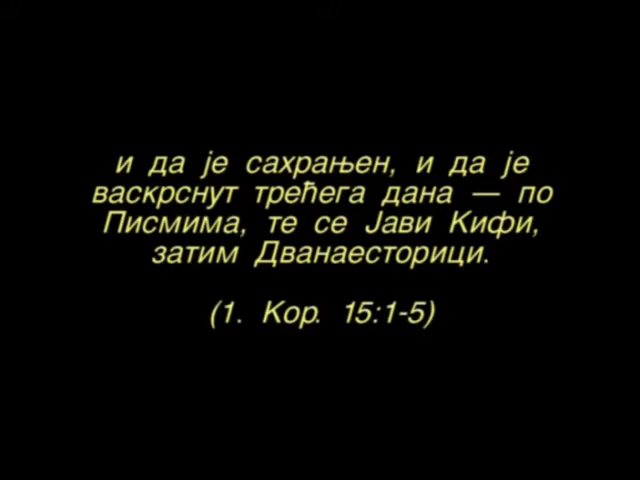 и да је сахрањен, и да је
васкрснут трећега дана — по
Писмима, те се Јави Кифи,
затим Дванаесторици.
(1. Кор. 15:1-5)